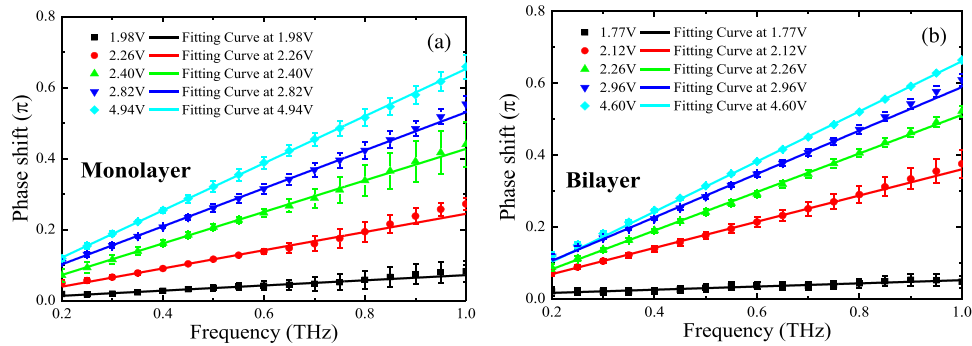 (a)
1.98V Fitting Curve at 1.98V
2.26V Fitting Curve at 2.26V
2.40V Fitting Curve at 2.40V
2.82V Fitting Curve at 2.82V
4.94V Fitting Curve at 4.94V
Monolayer
Phase shift (π)
0.8
0.6
0.4
0.2
0.0
0.2 0.4 0.6 0.8 1.0
Frequency (THz)
(b)
1.77V Fitting Curve at 1.77V
2.12V Fitting Curve at 2.12V
2.26V Fitting Curve at 2.26V
2.96V Fitting Curve at 2.96V
4.60V Fitting Curve at 4.60V
Bilayer
Phase shift (π)
0.8
0.6
0.4
0.2
0.0
0.2 0.4 0.6 0.8 1.0
Frequency (THz)